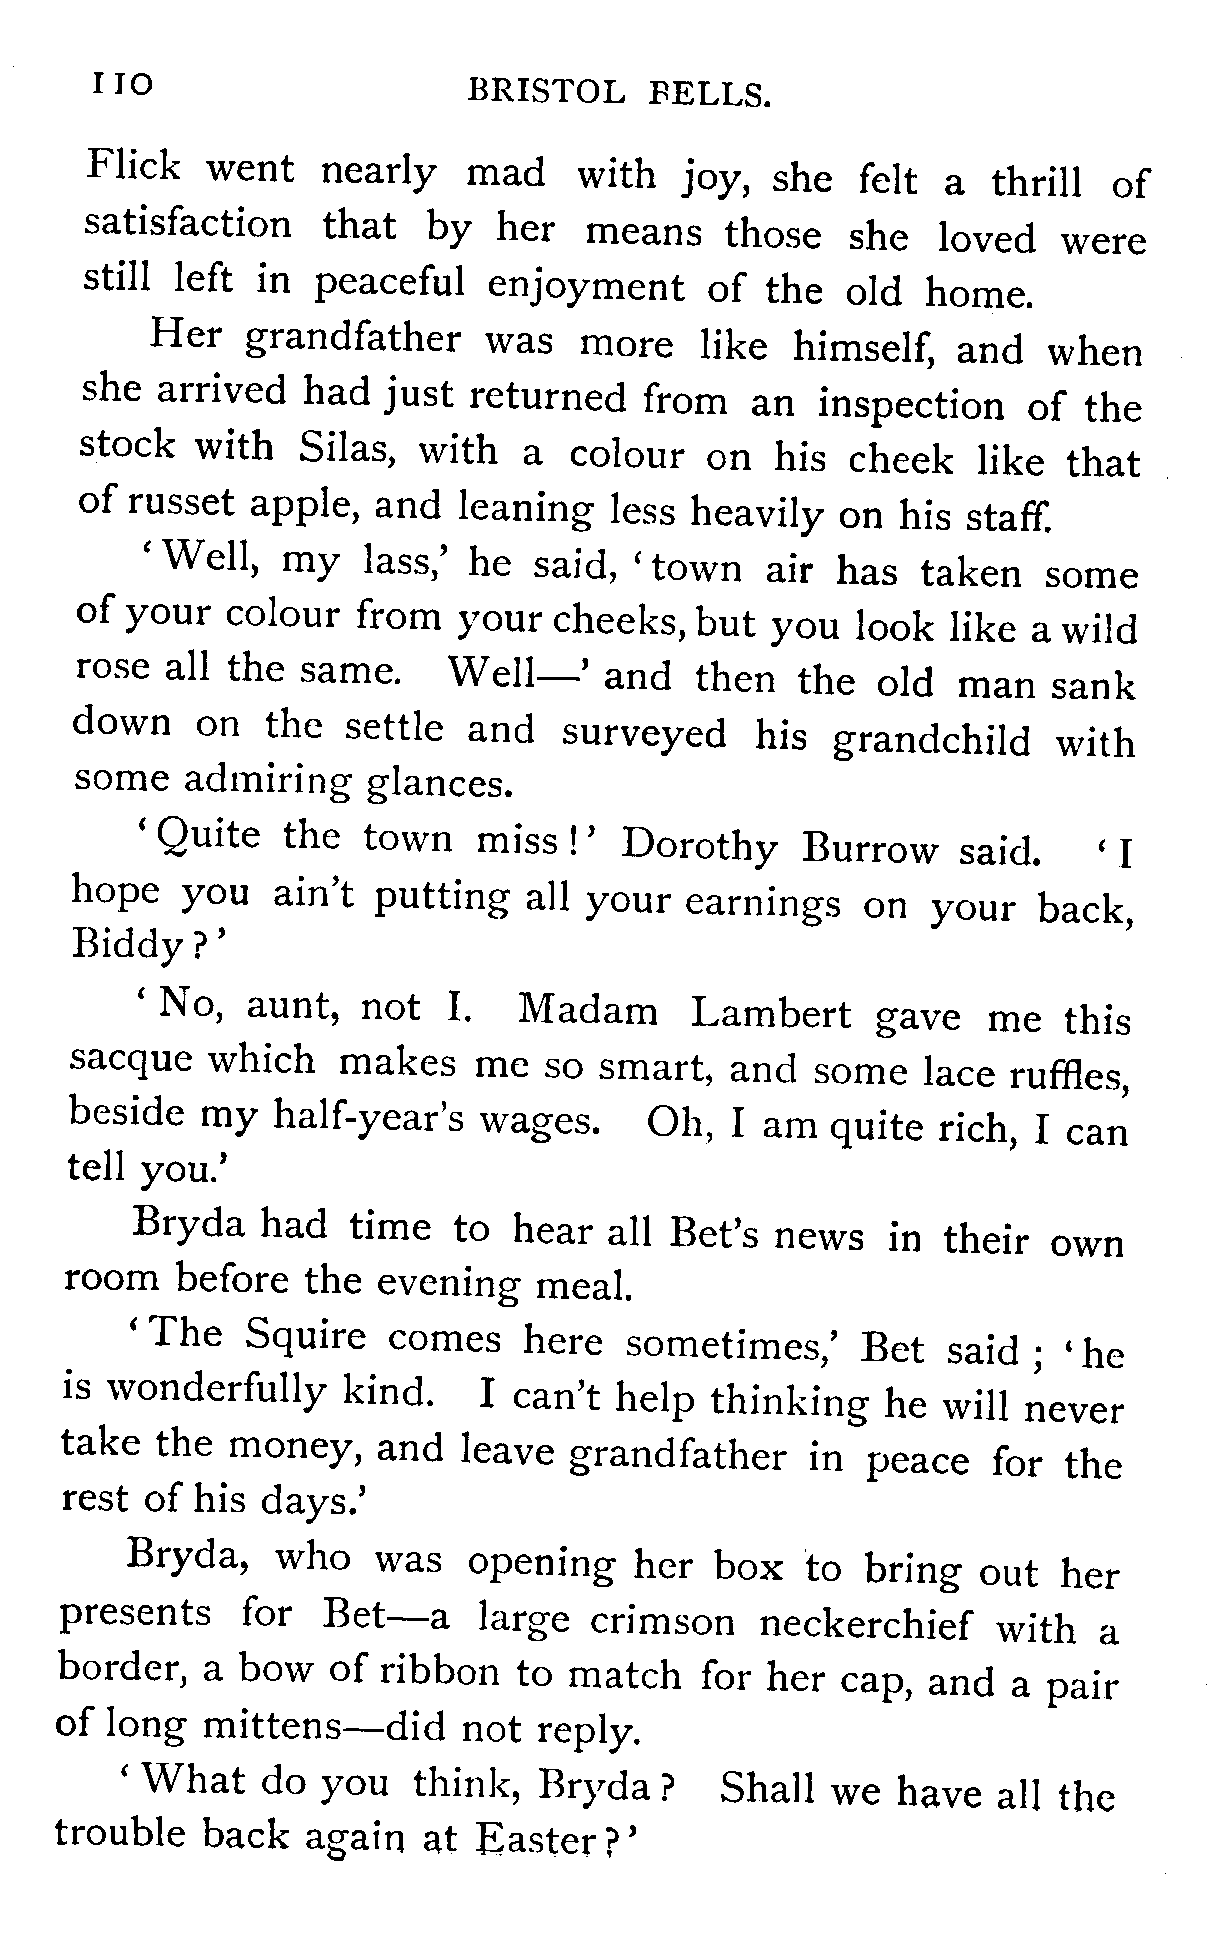 110 BRISTOL BELLS.
Flick went nearly mad with joy, she felt a thrill of
satisfaction that by her means those she loved were
still left in peaceful enjoyment of the old home.
Her grandfather was more like himself, and when
she arrived had just returned from an inspection of the
stock with Silas, with a colour on his cheek like that
of russet apple, and leaning less heavily on his staff.
‘Well, my lass,’ he said, ‘town air has taken some
of your colour from your cheeks, but you look like a wild
rose all the same. Well—’ and then the old man sank
down on the settle and surveyed his grandchild with
some admiring glances.
‘Quite the town miss!’ Dorothy Burrow said. ‘I
hope you ain’t putting all your earnings on your back,
Biddy?’
‘No, aunt, not I. Madam Lambert gave me this
sacque which makes me so smart, and some lace ruffles,
beside my half-year’s wages. Oh, I am quite rich, I can
tell you.’
Bryda had time to hear all Bet’s news in their own
room before the evening meal.
‘The Squire comes here sometimes,’ Bet said; ‘he
is wonderfully kind. I can’t help thinking he will never
take the money, and leave grandfather in peace for the
rest of his days.’
Bryda, who was opening her box to bring out her
presents for Bet—a large crimson neckerchief with a
border, a bow of ribbon to match for her cap, and a pair
of long mittens—did not reply.
‘What do you think, Bryda? Shall we have all the
trouble back again at Easter?’